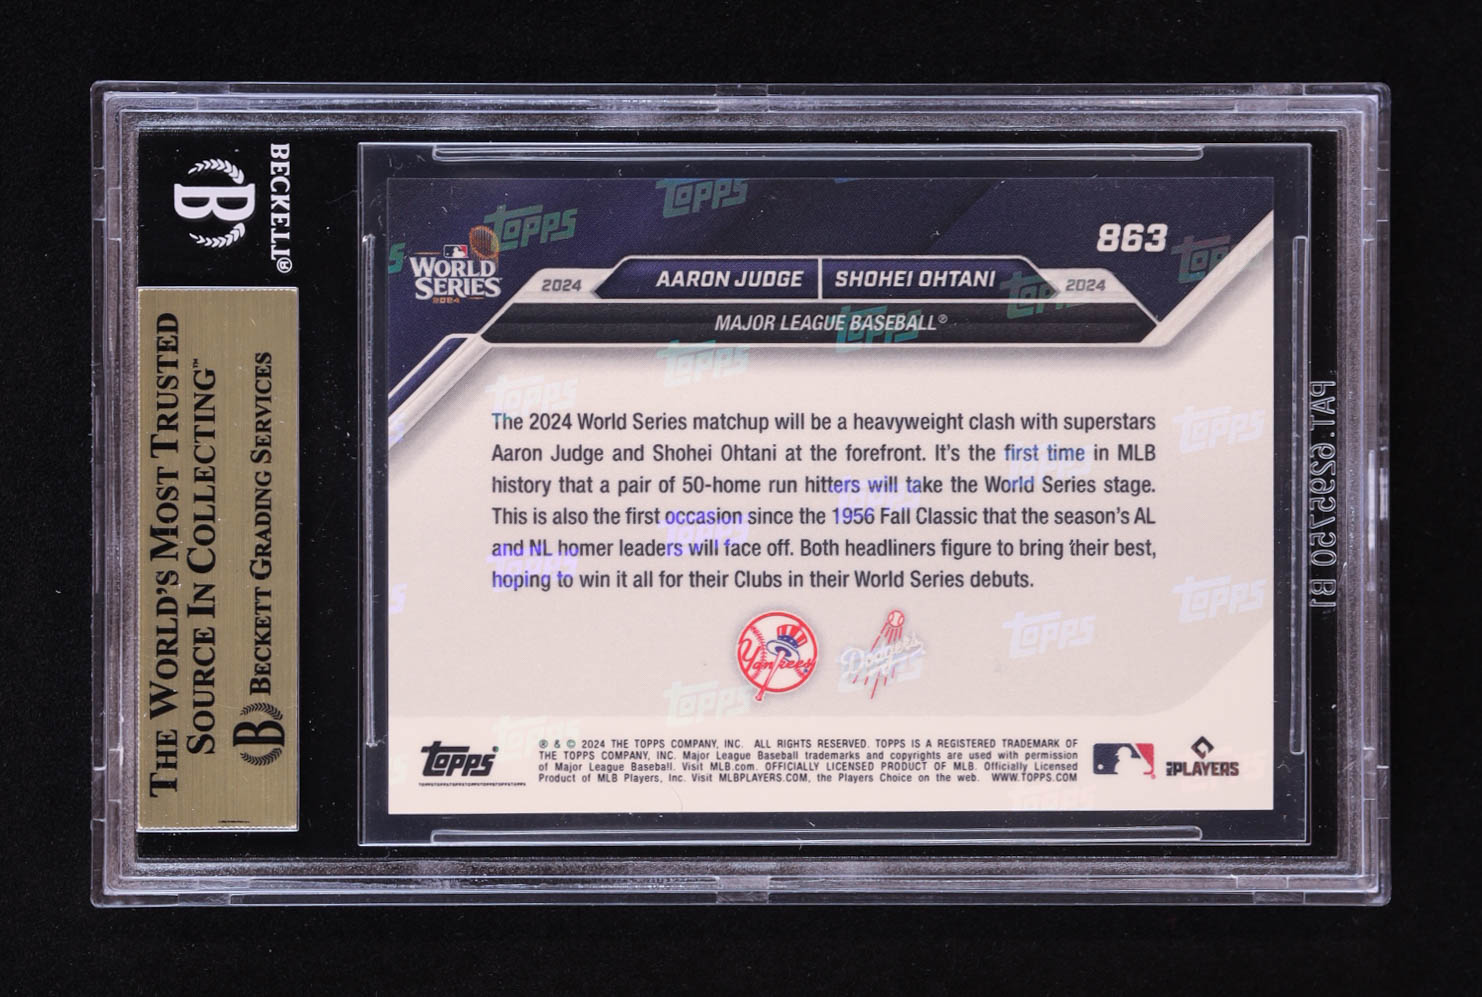 BECKETT®
B
THE WORLD'S MOST TRUSTED
SOURCE IN COLLECTING™
B BECKETT GRADING SERVICES
863
WORLD
SERIES
2024
2024 AARON JUDGE SHOHEI OHTANI 2024
MAJOR LEAGUE BASEBALL®
The 2024 World Series matchup will be a heavyweight clash with superstars
Aaron Judge and Shohei Ohtani at the forefront. It's the first time in MLB
history that a pair of 50-home run hitters will take the World Series stage.
This is also the first occasion since the 1956 Fall Classic that the season's AL
and NL homer leaders will face off. Both headliners figure to bring their best,
hoping to win it all for their Clubs in their World Series debuts.
Yankees Dodgers
Topps
® & © 2024 THE TOPPS COMPANY, INC. ALL RIGHTS RESERVED. TOPPS IS A REGISTERED TRADEMARK OF
THE TOPPS COMPANY, INC. Major League Baseball trademarks and copyrights are used with permission
of Major League Baseball. Visit MLB.com. OFFICIALLY LICENSED PRODUCT OF MLB. Officially Licensed
Product of MLB Players, Inc. Visit MLBPLAYERS.COM, the Players Choice on the web. WWW.TOPPS.COM
PLAYERS
PAT. 6295750 B1